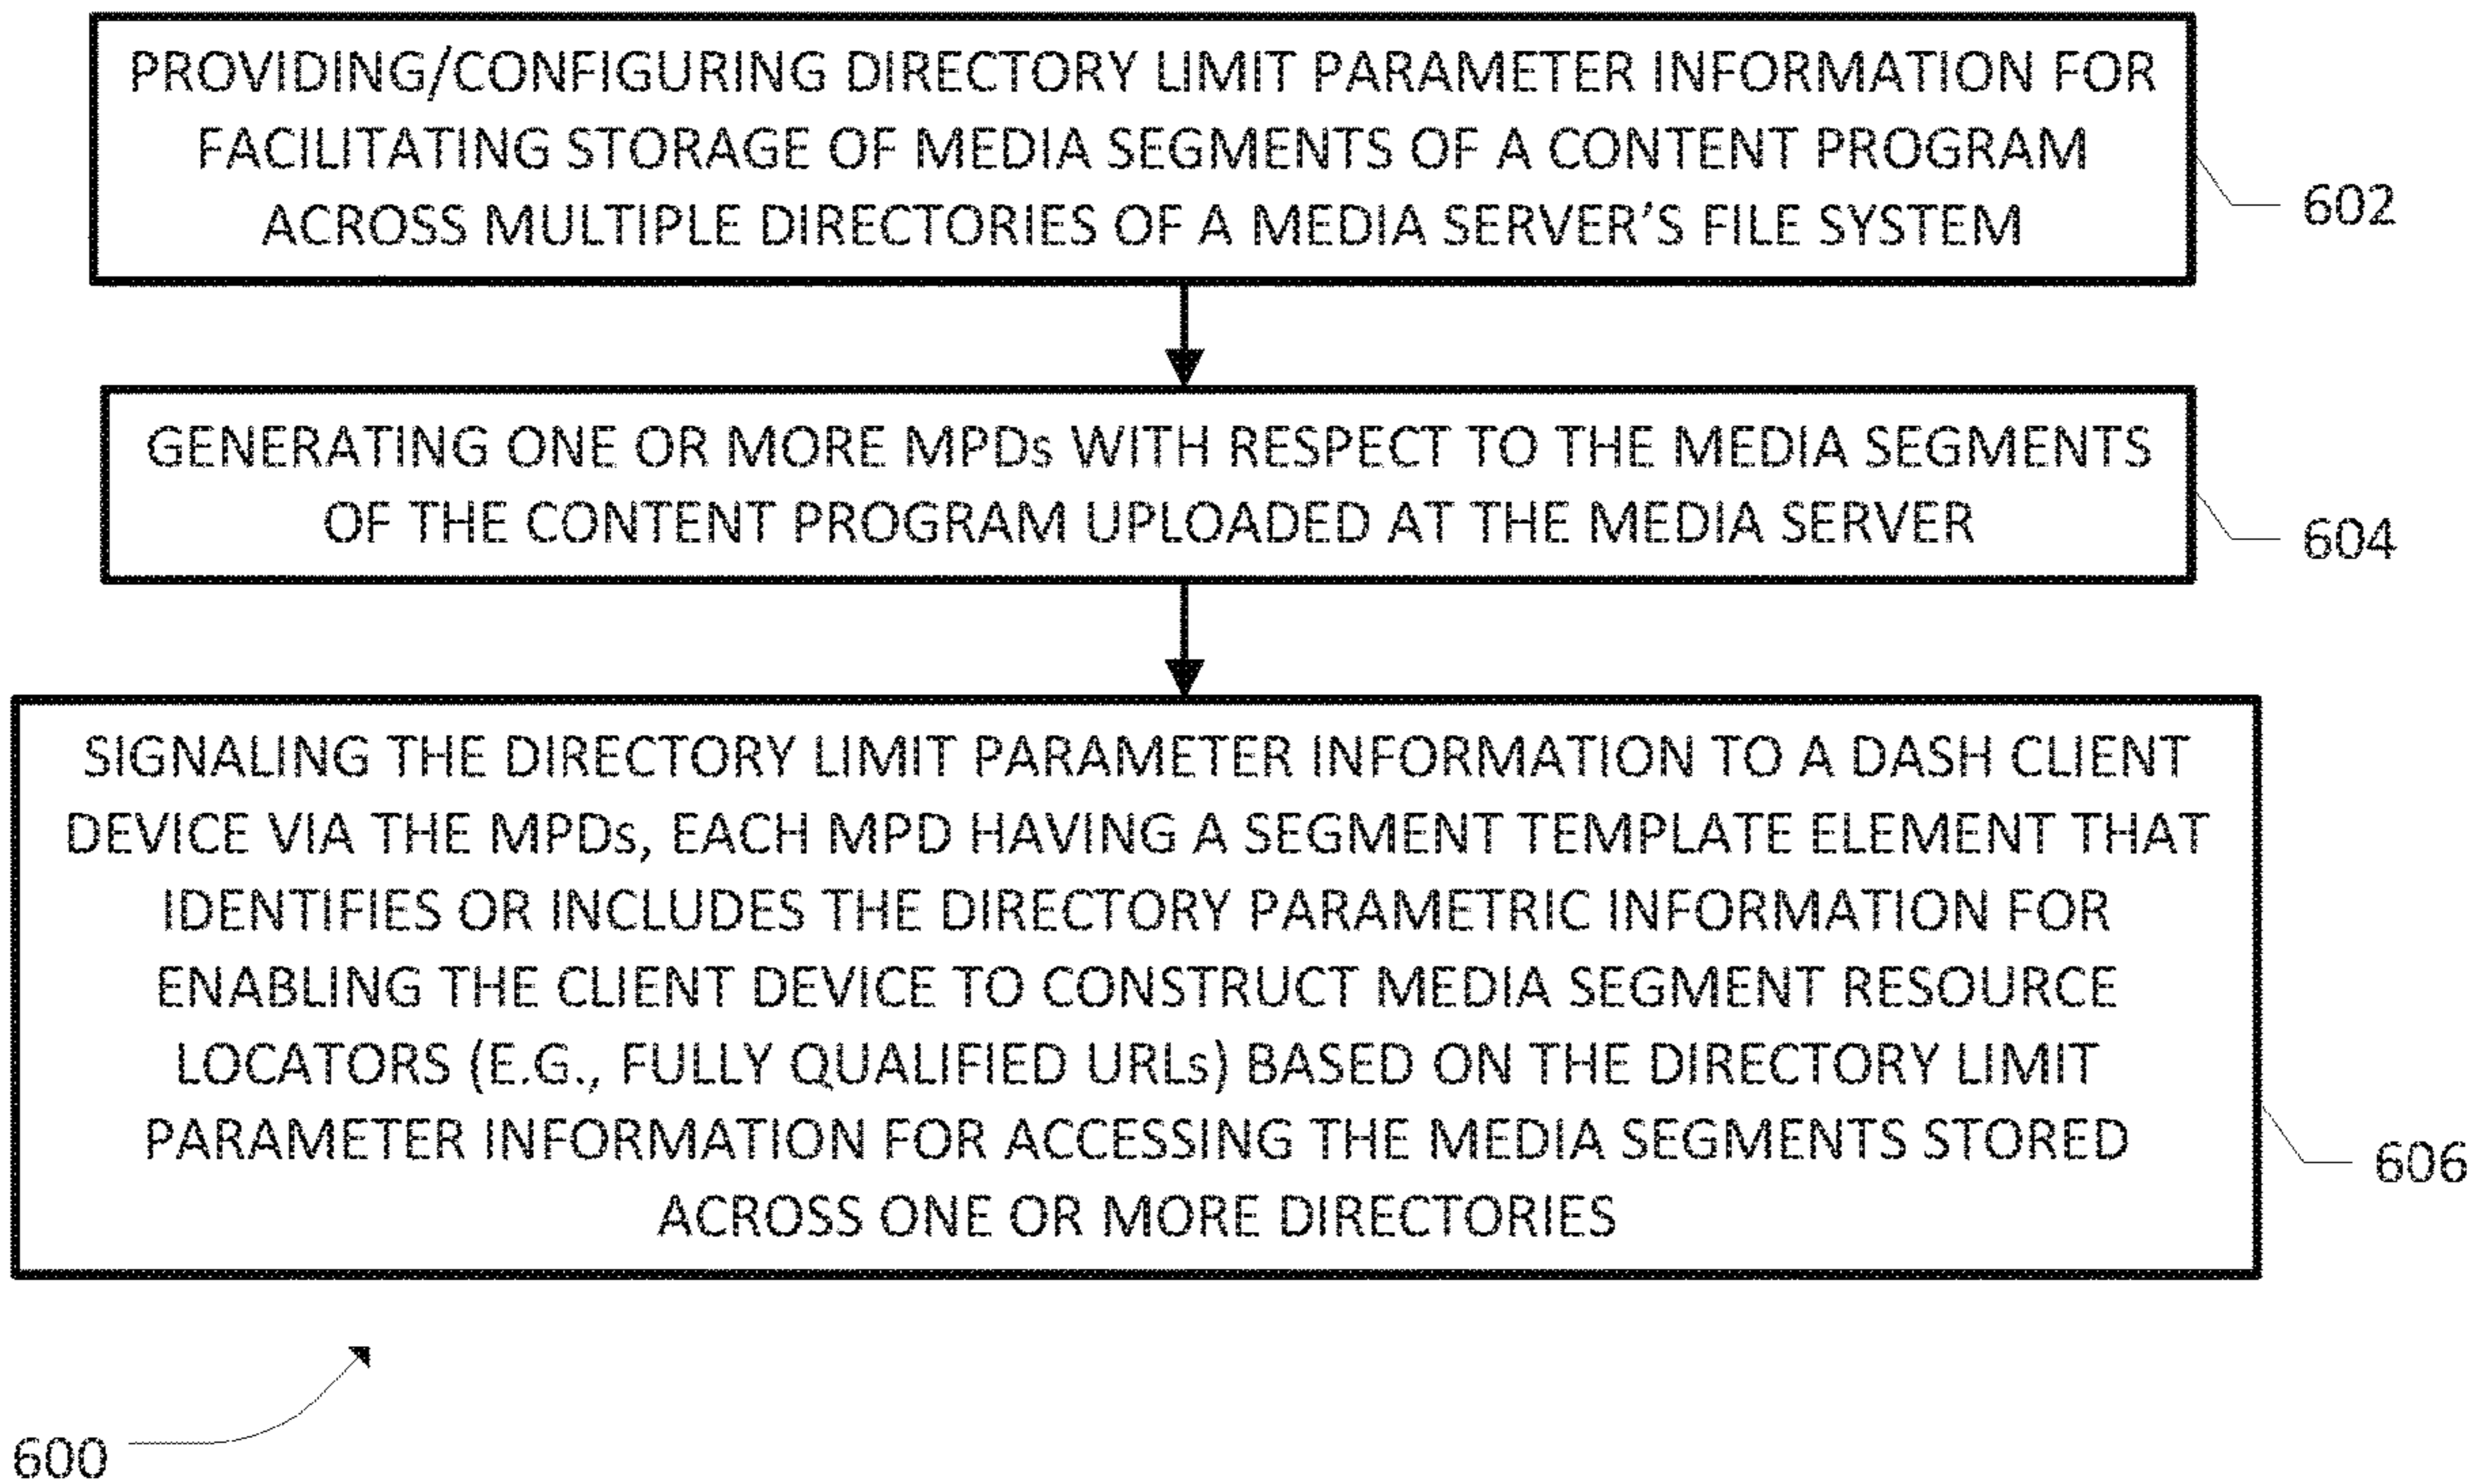 PROVIDING/CONFIGURING DIRECTORY LIMIT PARAMETER INFORMATION FOR
FACILITATING STORAGE OF MEDIA SEGMENTS OF A CONTENT PROGRAM
ACROSS MULTIPLE DIRECTORIES OF A MEDIA SERVER’S FILE SYSTEM
602
GENERATING ONE OR MORE MPDs WITH RESPECT TO THE MEDIA SEGMENTS
OF THE CONTENT PROGRAM UPLOADED AT THE MEDIA SERVER
604
SIGNALING THE DIRECTORY LIMIT PARAMETER INFORMATION TO A DASH CLIENT
DEVICE VIA THE MPDs, EACH MPD HAVING A SEGMENT TEMPLATE ELEMENT THAT
IDENTIFIES OR INCLUDES THE DIRECTORY PARAMETRIC INFORMATION FOR
ENABLING THE CLIENT DEVICE TO CONSTRUCT MEDIA SEGMENT RESOURCE
LOCATORS (E.G., FULLY QUALIFIED URLs) BASED ON THE DIRECTORY LIMIT
PARAMETER INFORMATION FOR ACCESSING THE MEDIA SEGMENTS STORED
ACROSS ONE OR MORE DIRECTORIES
606
600